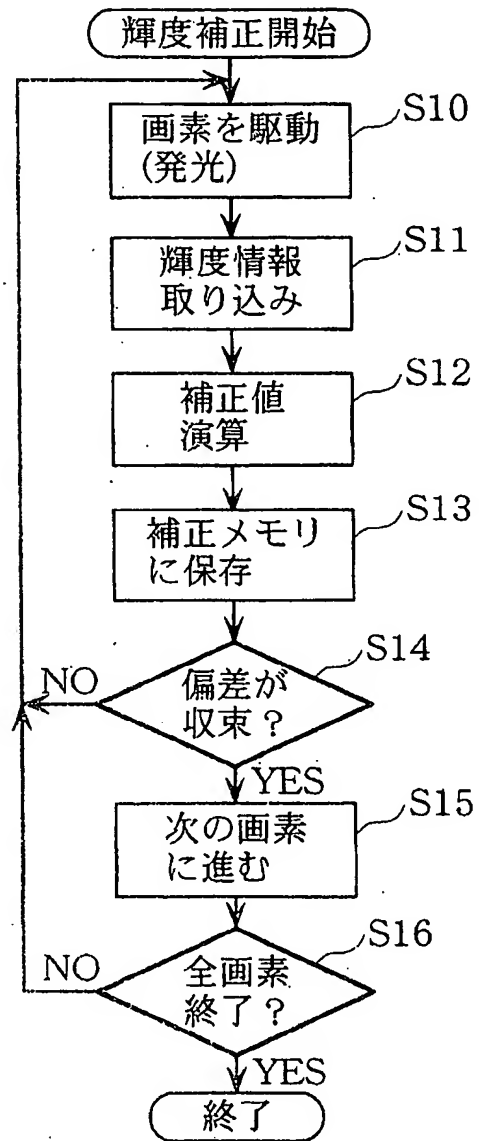 輝度補正開始
画素を駆動
(発光)
S10
輝度情報
取り込み
S11
補正値
演算
S12
補正メモリ
に保存
S13
偏差が
収束?
S14
NO
YES
次の画素
に進む
S15
全画素
終了?
S16
NO
YES
終了